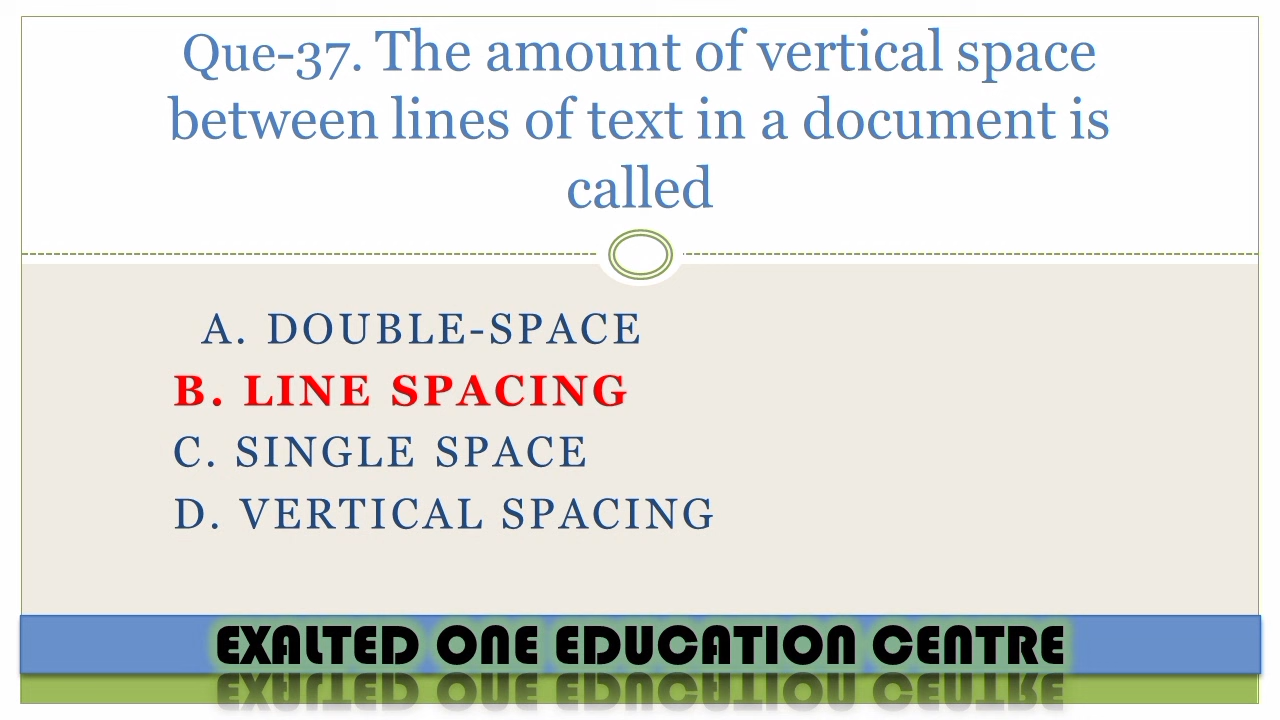 Que-37. The amount of vertical space
between lines of text in a document is
called
A. DOUBLE-SPACE
B. LINE SPACING
C. SINGLE SPACE
D. VERTICAL SPACING
EXALTED ONE EDUCATION CENTRE